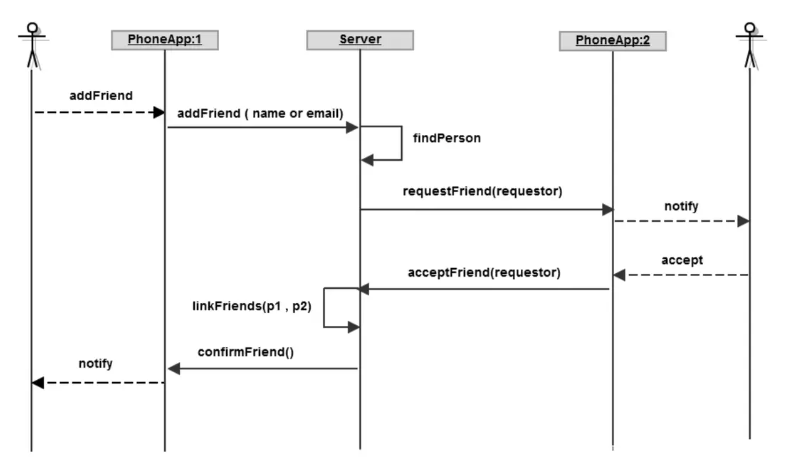 PhoneApp:1
Server
PhoneApp:2
addFriend
addFriend ( name or email)
findPerson
requestFriend(requestor)
notify
accept
acceptFriend(requestor)
linkFriends(p1 , p2)
confirmFriend()
notify